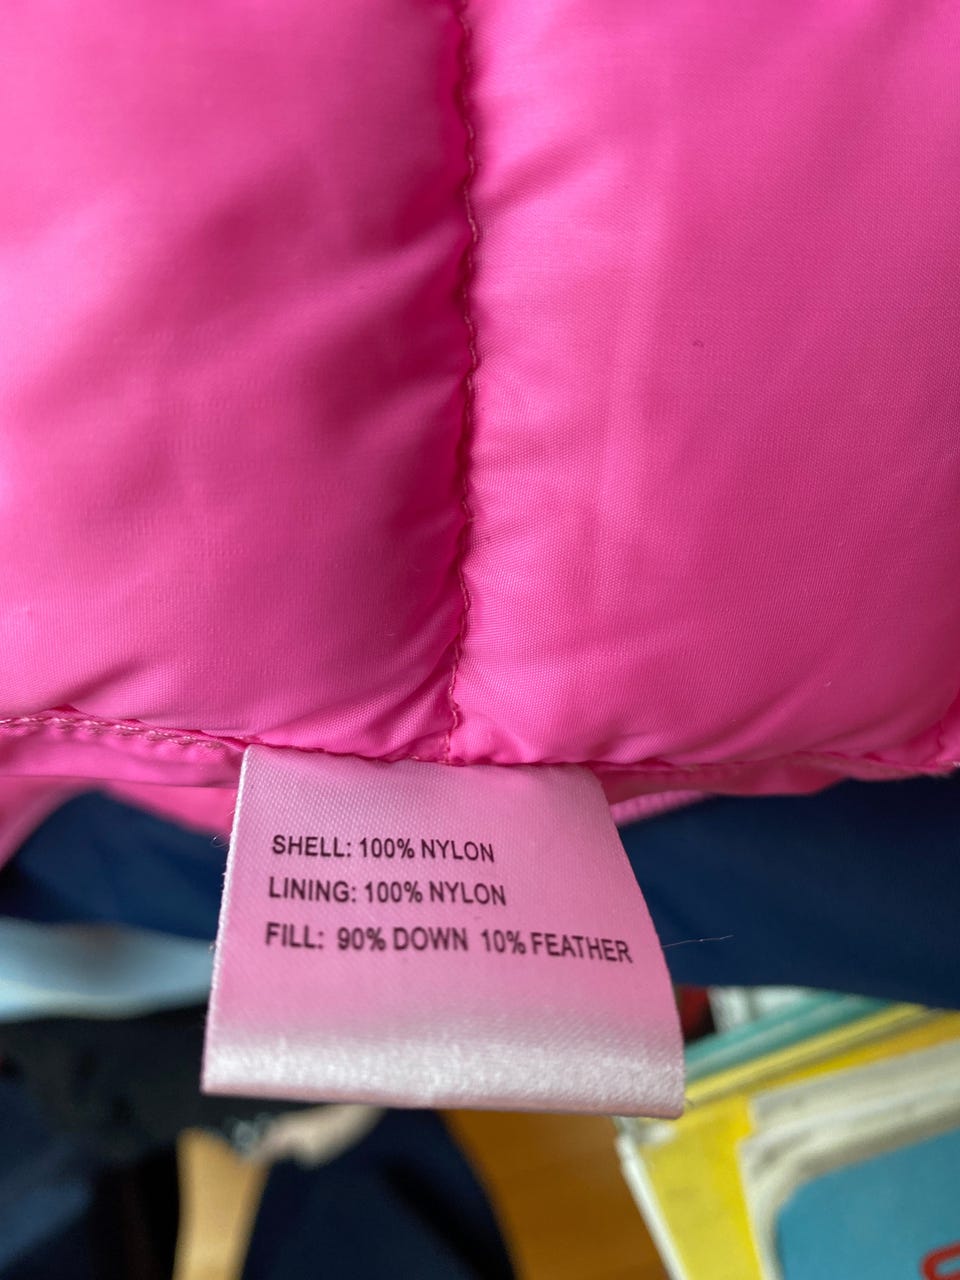 SHELL: 100% NYLON
LINING: 100% NYLON
FILL: 90% DOWN 10% FEATHER